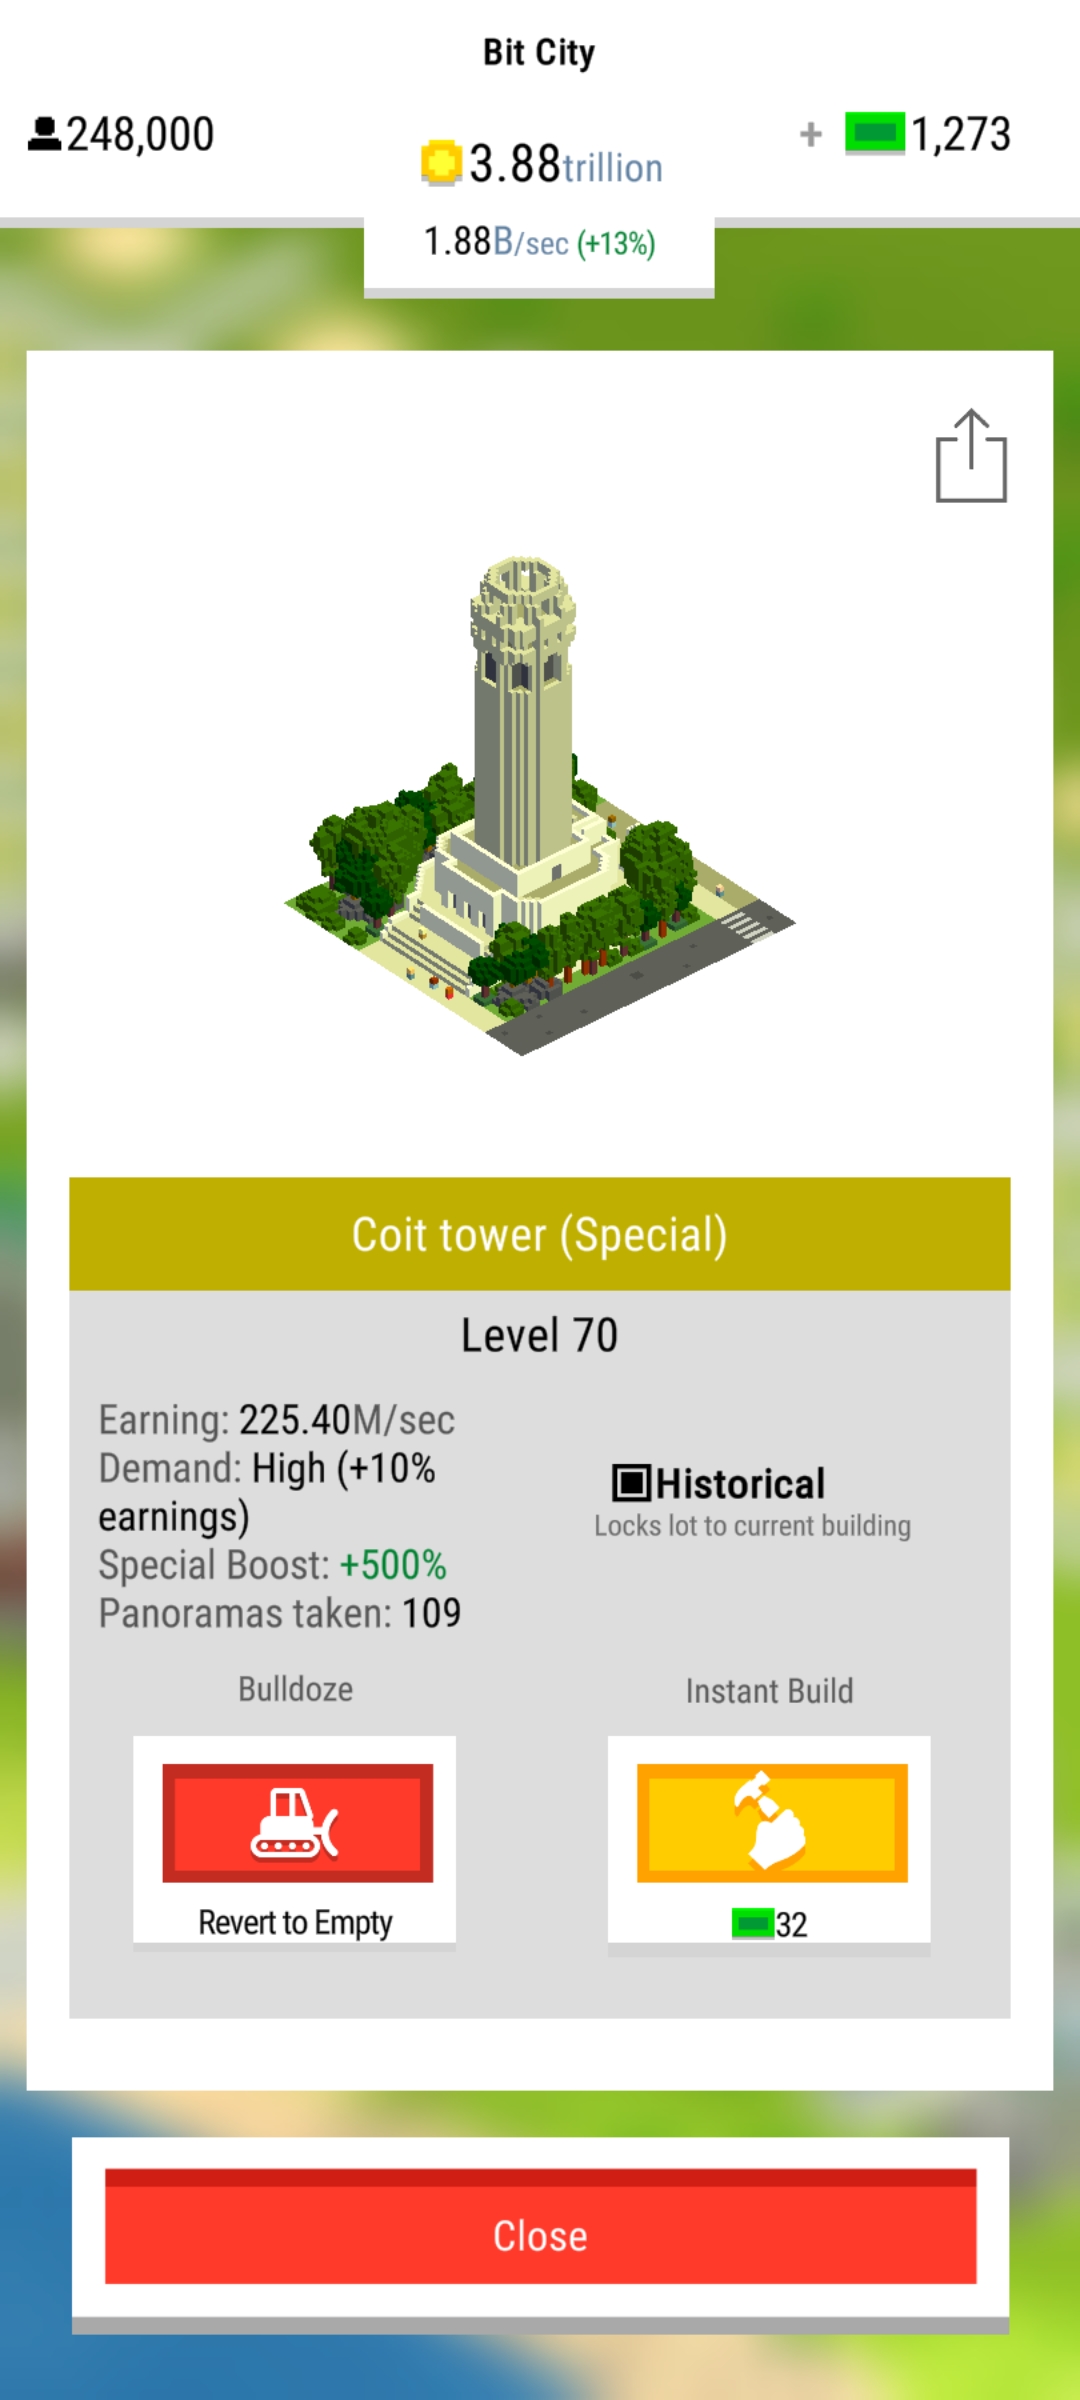 Bit City
248,000
3.88trillion
+ 1,273
1.88B/sec (+13%)
Coit tower (Special)
Level 70
Earning: 225.40M/sec
Demand: High (+10%
earnings)
Special Boost: +500%
Panoramas taken: 109
Historical
Locks lot to current building
Bulldoze
Instant Build
Revert to Empty
32
Close